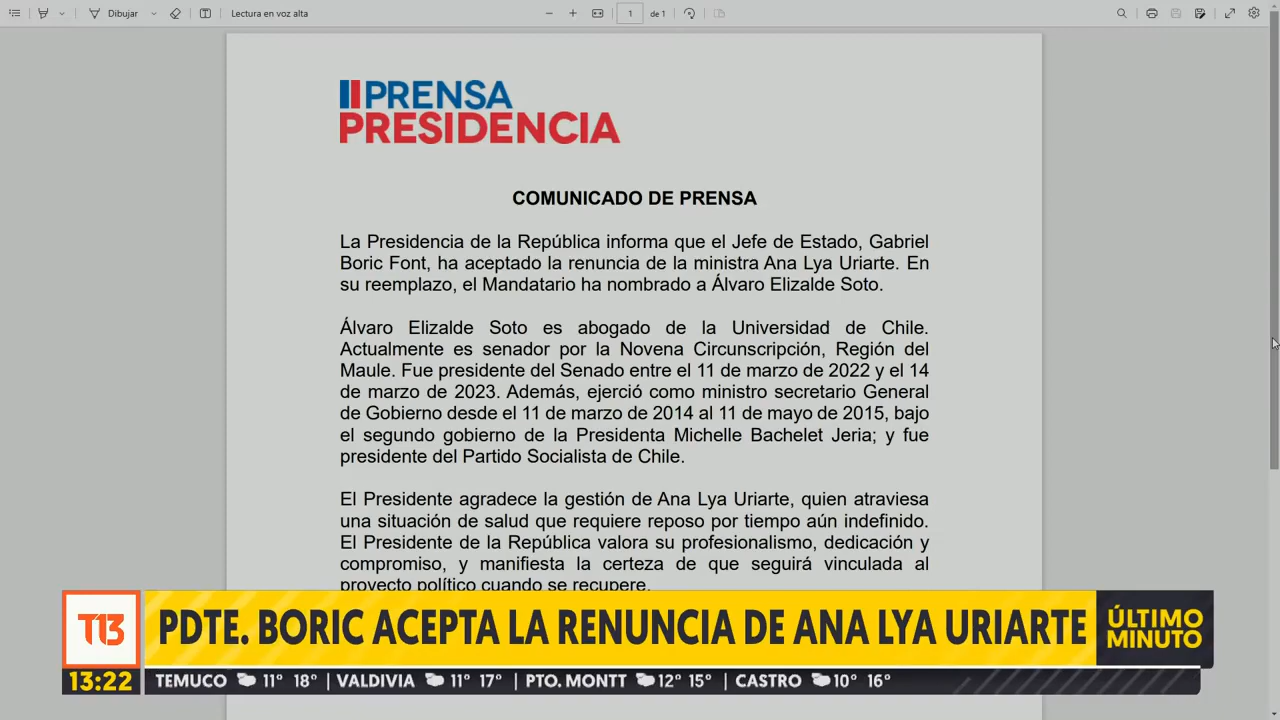 Dibujar
Lectura en voz alta
1 de 1
PRENSA
PRESIDENCIA
COMUNICADO DE PRENSA
La Presidencia de la República informa que el Jefe de Estado, Gabriel
Boric Font, ha aceptado la renuncia de la ministra Ana Lya Uriarte. En
su reemplazo, el Mandatario ha nombrado a Álvaro Elizalde Soto.
Álvaro Elizalde Soto es abogado de la Universidad de Chile.
Actualmente es senador por la Novena Circunscripción, Región del
Maule. Fue presidente del Senado entre el 11 de marzo de 2022 y el 14
de marzo de 2023. Además, ejerció como ministro secretario General
de Gobierno desde el 11 de marzo de 2014 al 11 de mayo de 2015, bajo
el segundo gobierno de la Presidenta Michelle Bachelet Jeria; y fue
presidente del Partido Socialista de Chile.
El Presidente agradece la gestión de Ana Lya Uriarte, quien atraviesa
una situación de salud que requiere reposo por tiempo aún indefinido.
El Presidente de la República valora su profesionalismo, dedicación y
compromiso, y manifiesta la certeza de que seguirá vinculada al
proyecto político cuando se recupere.
T13
PDTE. BORIC ACEPTA LA RENUNCIA DE ANA LYA URIARTE
ÚLTIMO
MINUTO
13:22
TEMUCO 11° 18° | VALDIVIA 11° 17° | PTO. MONTT 12° 15° | CASTRO 10° 16°